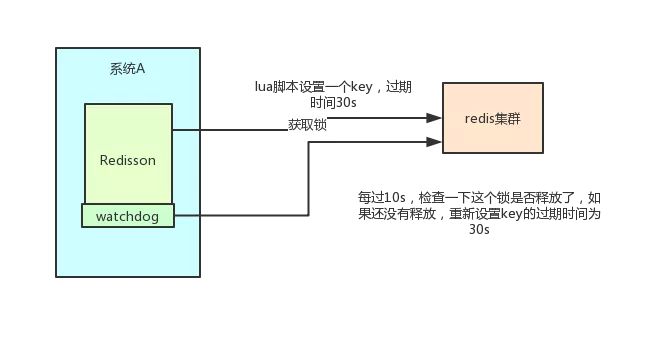 系统A
lua脚本设置一个key，过期
时间30s
获取锁
redis集群
Redisson
watchdog
每过10s，检查一下这个锁是否释放了，如
果还没有释放，重新设置key的过期时间为
30s